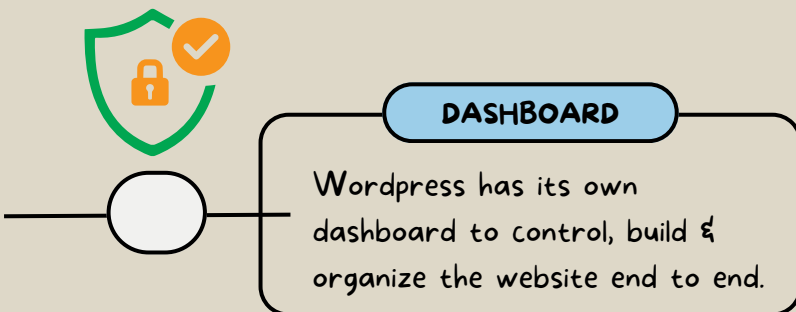 DASHBOARD
Wordpress has its own
dashboard to control, build &
organize the website end to end.